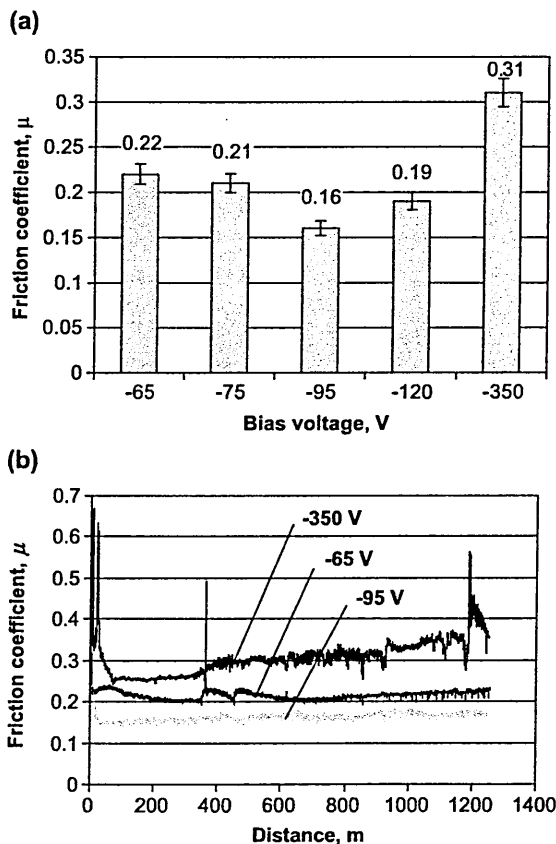 (a)
Friction coefficient, μ
0.35
0.3
0.25
0.2
0.15
0.1
0.05
0
0.22
0.21
0.16
0.19
0.31
-65 -75 -95 -120 -350
Bias voltage, V
(b)
Friction coefficient, μ
0.7
0.6
0.5
0.4
0.3
0.2
0.1
0
-350 V
-65 V
-95 V
0 200 400 600 800 1000 1200 1400
Distance, m